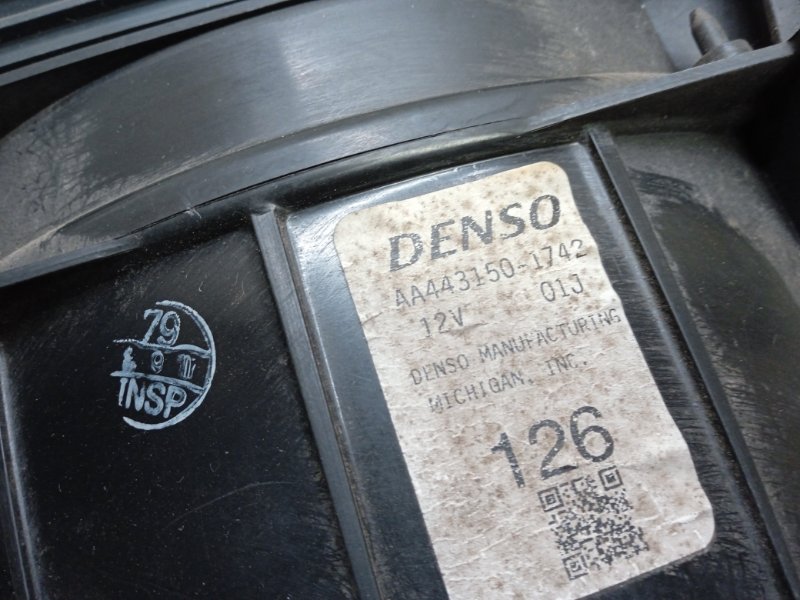 DENSO
AA443150-1742
12V 01J
DENSO MANUFACTURING
MICHIGAN, INC.
126
79
INSP